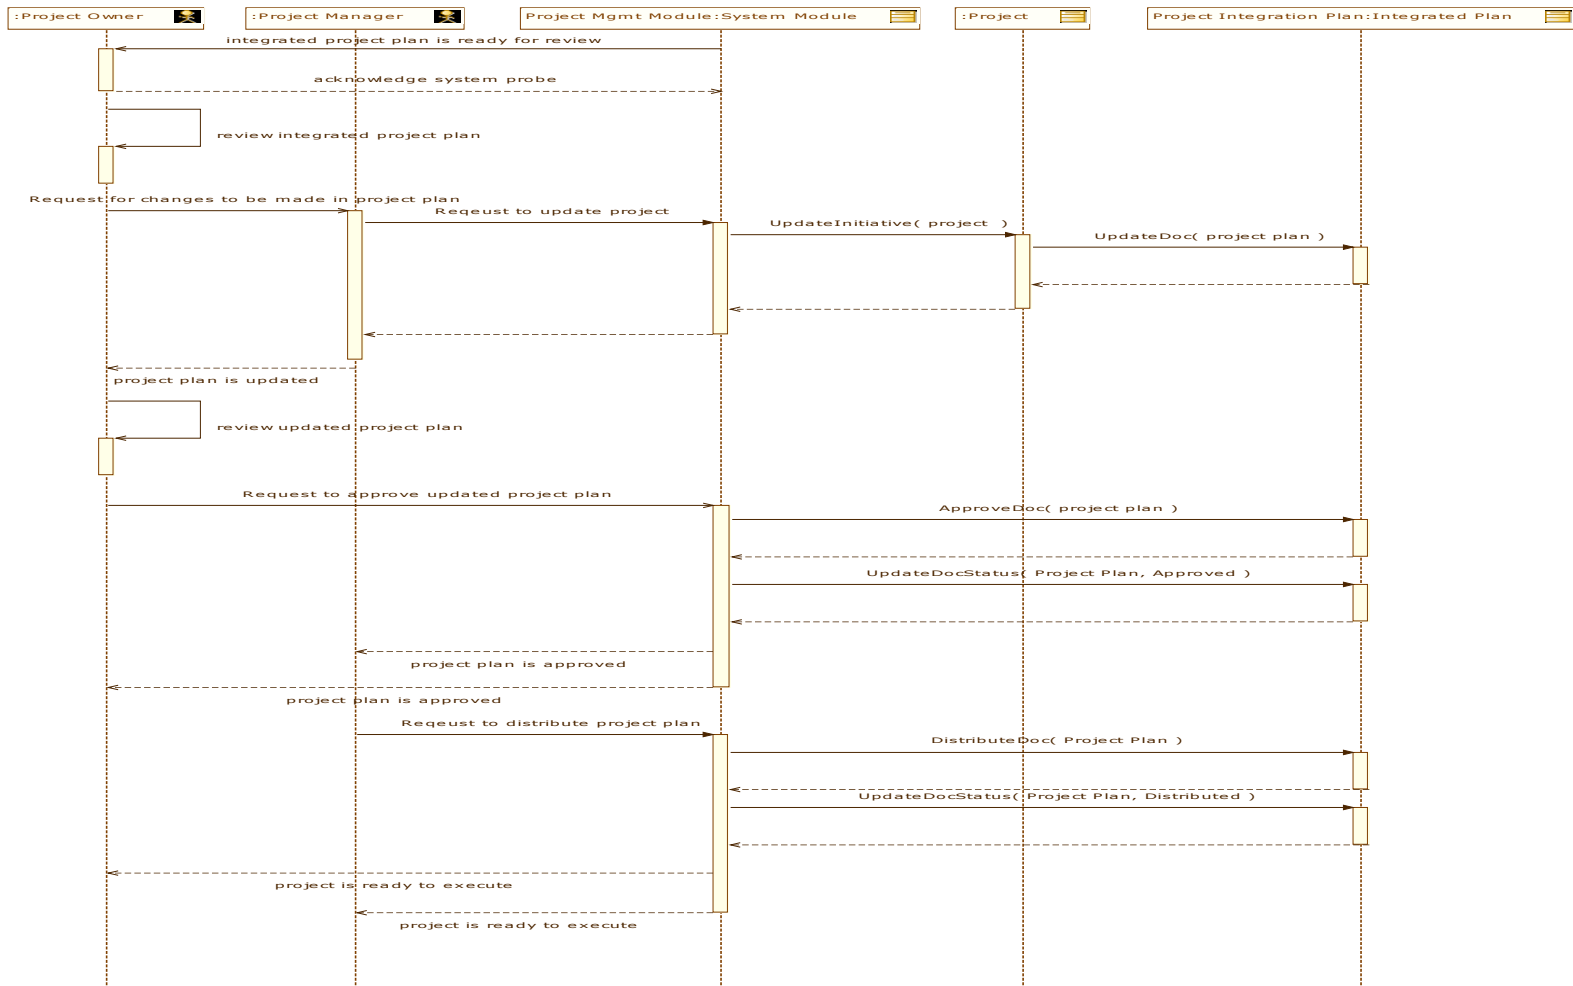 :Project Owner
:Project Manager
Project Mgmt Module:System Module
:Project
Project Integration Plan:Integrated Plan
integrated project plan is ready for review
acknowledge system probe
review integrated project plan
Request for changes to be made in project plan
Reqeust to update project
UpdateInitiative( project )
UpdateDoc( project plan )
project plan is updated
review updated project plan
Request to approve updated project plan
ApproveDoc( project plan )
UpdateDocStatus( Project Plan, Approved )
project plan is approved
project plan is approved
Reqeust to distribute project plan
DistributeDoc( Project Plan )
UpdateDocStatus( Project Plan, Distributed )
project is ready to execute
project is ready to execute